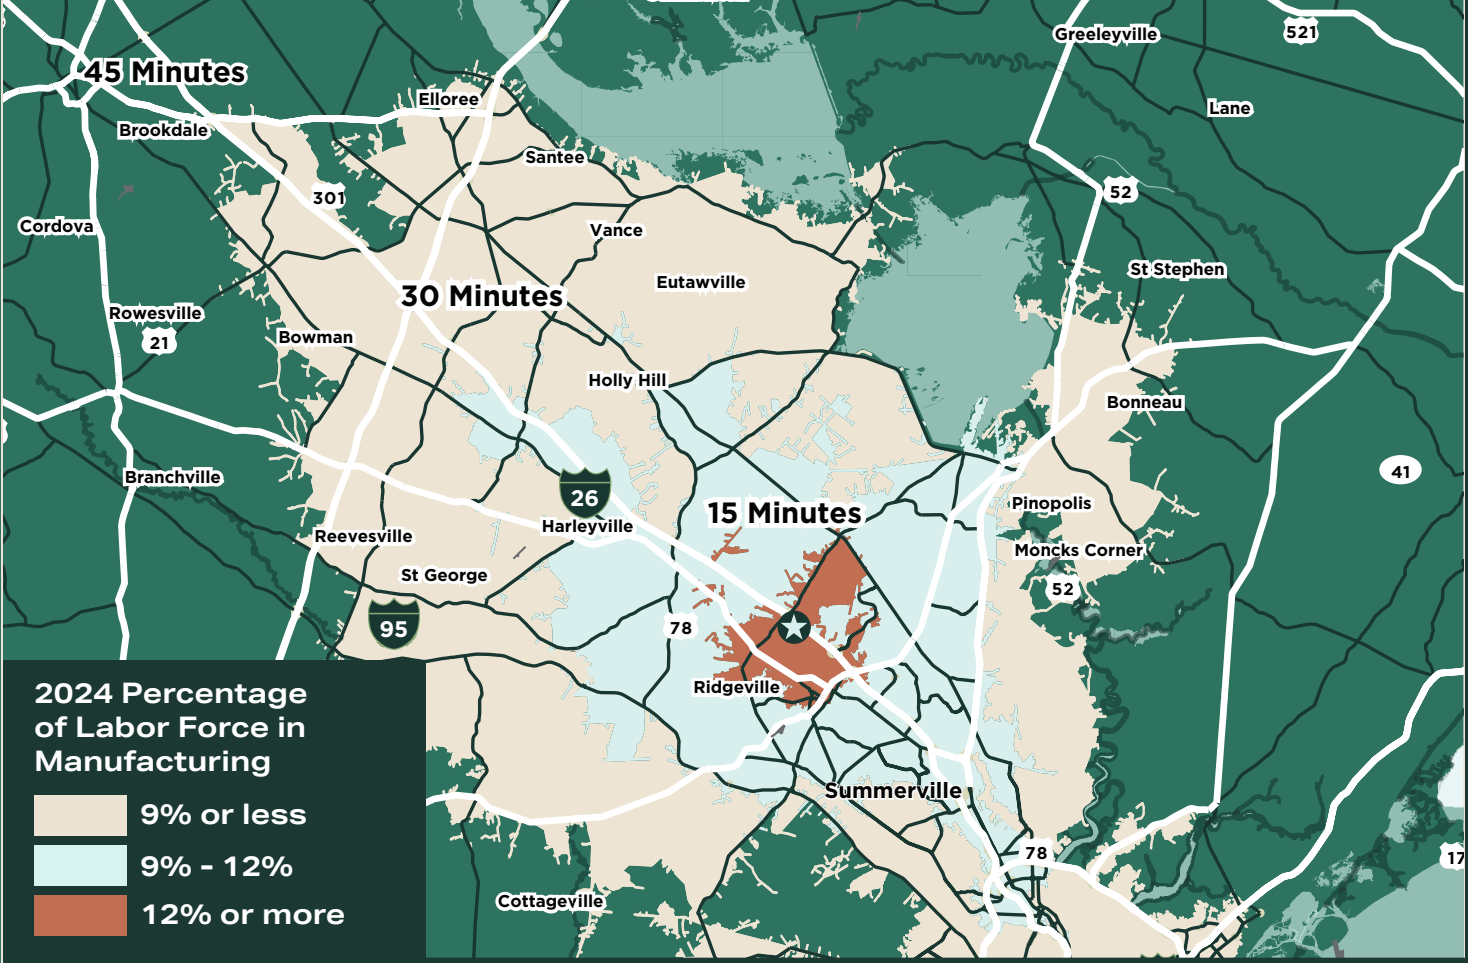 Greeleyville
521
45 Minutes
Elloree
Lane
Brookdale
Santee
301
52
Cordova
Vance
St Stephen
Eutawville
30 Minutes
Rowesville
21
Bowman
Holly Hill
Bonneau
41
Branchville
26
Pinopolis
15 Minutes
Harleyville
Reevesville
Moncks Corner
St George
52
95
78
Ridgeville
2024 Percentage
of Labor Force in
Manufacturing
Summerville
9% or less
78
17
9% - 12%
Cottageville
12% or more